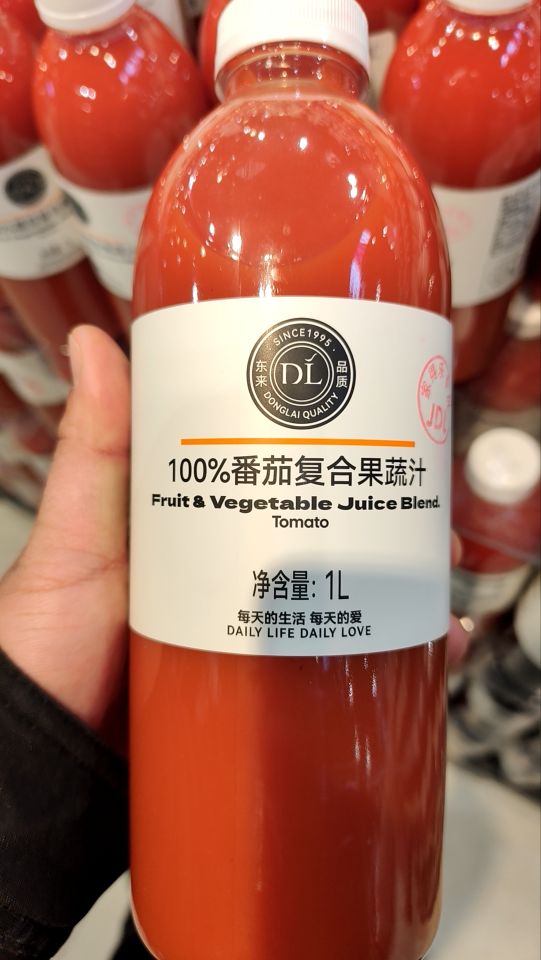 SINCE1995
东来
DL
品质
DONGLAI QUALITY
100%番茄复合果蔬汁
Fruit & Vegetable Juice Blend.
Tomato
净含量: 1L
每天的生活 每天的爱
DAILY LIFE DAILY LOVE
JDL